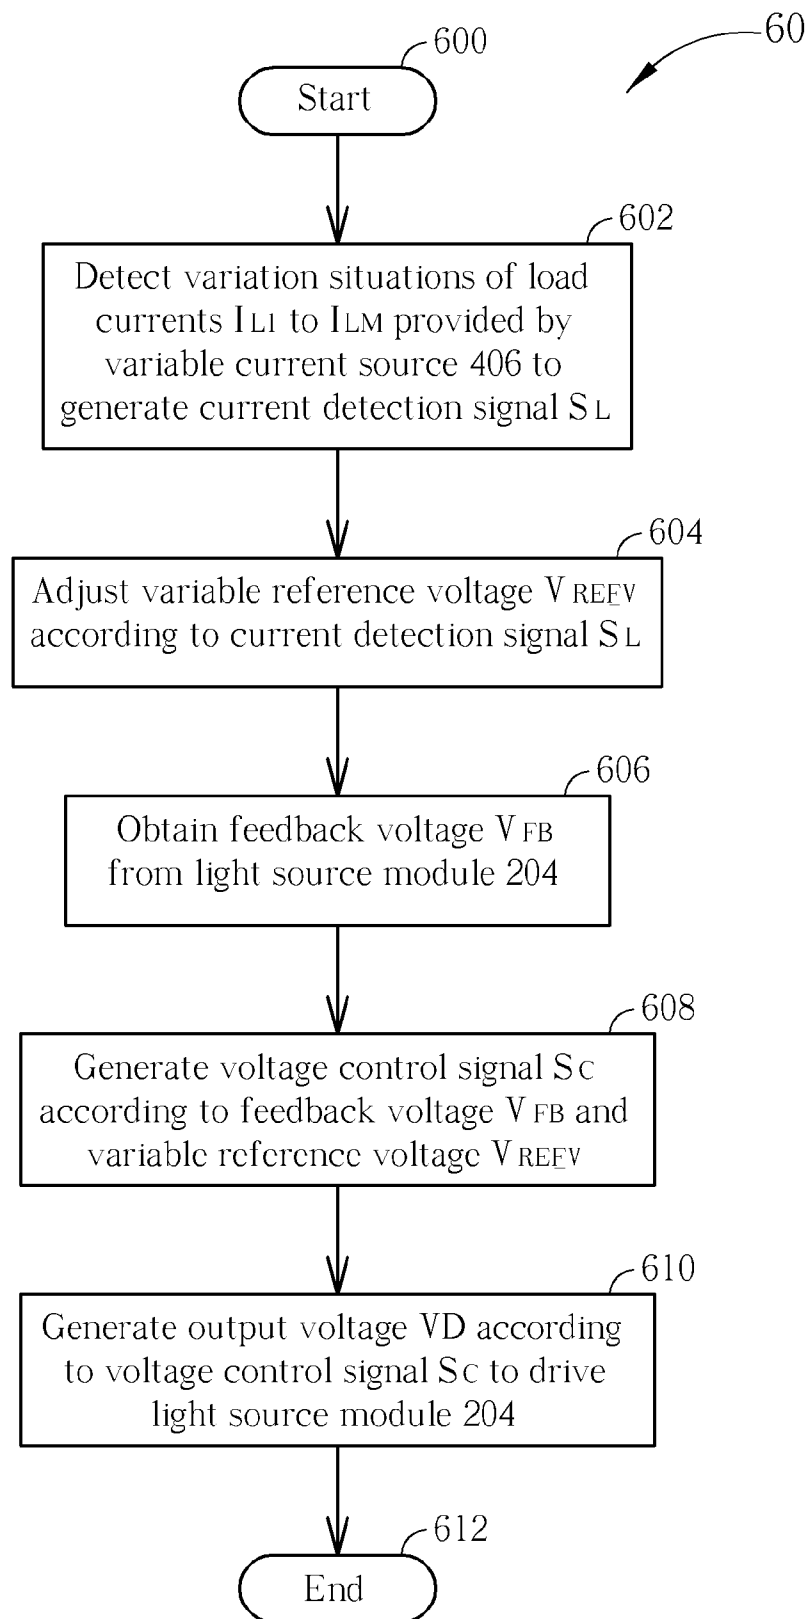 60
600
Start
602
Detect variation situations of load
currents IL1 to ILM provided by
variable current source 406 to
generate current detection signal SL
604
Adjust variable reference voltage VREF_V
according to current detection signal SL
606
Obtain feedback voltage VFB
from light source module 204
608
Generate voltage control signal SC
according to feedback voltage VFB and
variable reference voltage VREF_V
610
Generate output voltage VD according
to voltage control signal SC to drive
light source module 204
612
End